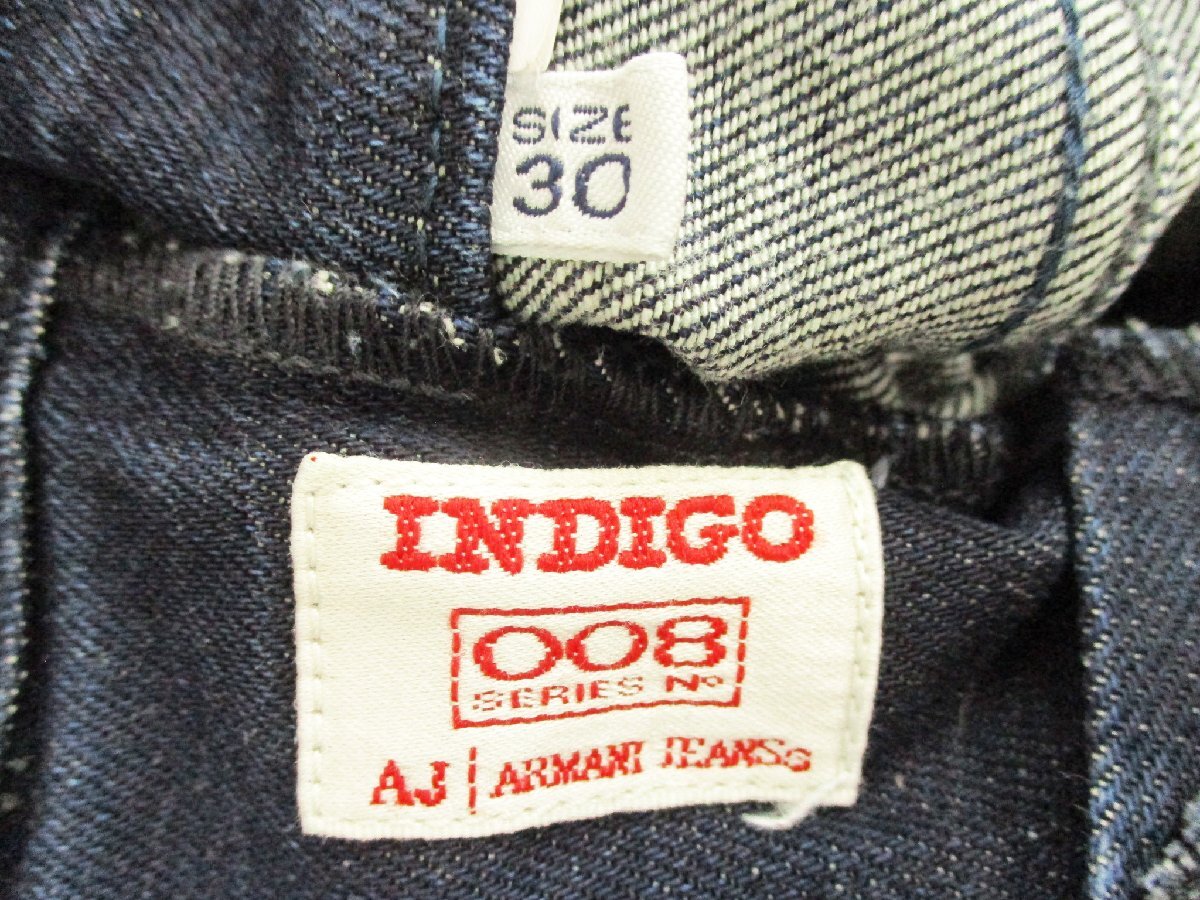 SIZE
30
INDIGO
008
SERIES Nº
AJ | ARMANI JEANS